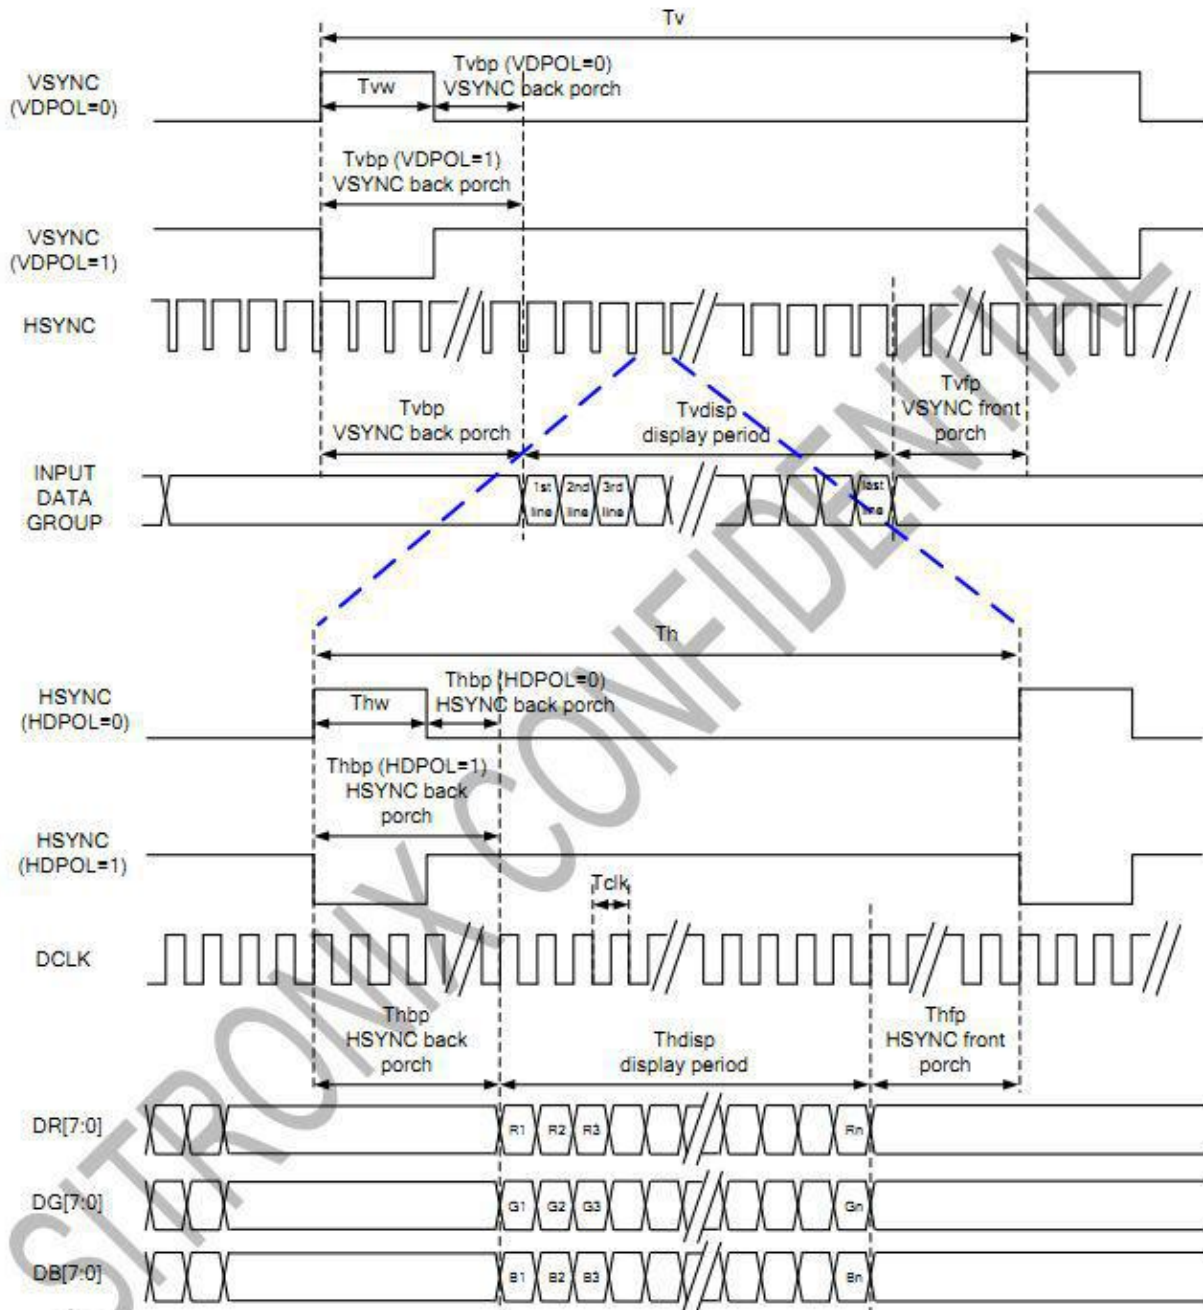 Tv
VSYNC
(VDPOL=0)
Tvw
Tvbp (VDPOL=0)
VSYNC back porch
Tvbp (VDPOL=1)
VSYNC back porch
VSYNC
(VDPOL=1)
HSYNC
Tvbp
VSYNC back porch
Tvdisp
display period
Tvfp
VSYNC front
porch
INPUT
DATA
GROUP
1st
line
2nd
line
3rd
line
last
line
Th
HSYNC
(HDPOL=0)
Thw
Thbp (HDPOL=0)
HSYNC back porch
Thbp (HDPOL=1)
HSYNC back
porch
HSYNC
(HDPOL=1)
Tclk
DCLK
Thbp
HSYNC back
porch
Thdisp
display period
Thfp
HSYNC front
porch
DR[7:0]
R1 R2 R3 Rn
DG[7:0]
G1 G2 G3 Gn
DB[7:0]
B1 B2 B3 Bn
SITRONIX CONFIDENTIAL